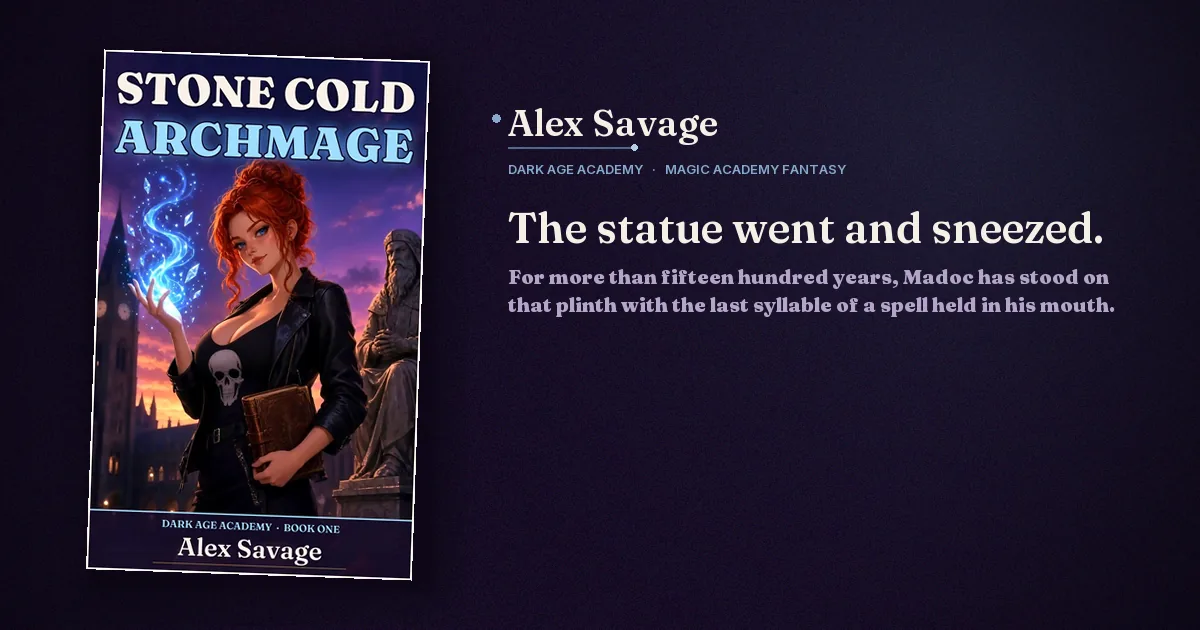 STONE COLD
ARCHMAGE
DARK AGE ACADEMY · BOOK ONE
Alex Savage
Alex Savage
DARK AGE ACADEMY · MAGIC ACADEMY FANTASY
The statue went and sneezed.
For more than fifteen hundred years, Madoc has stood on
that plinth with the last syllable of a spell held in his mouth.